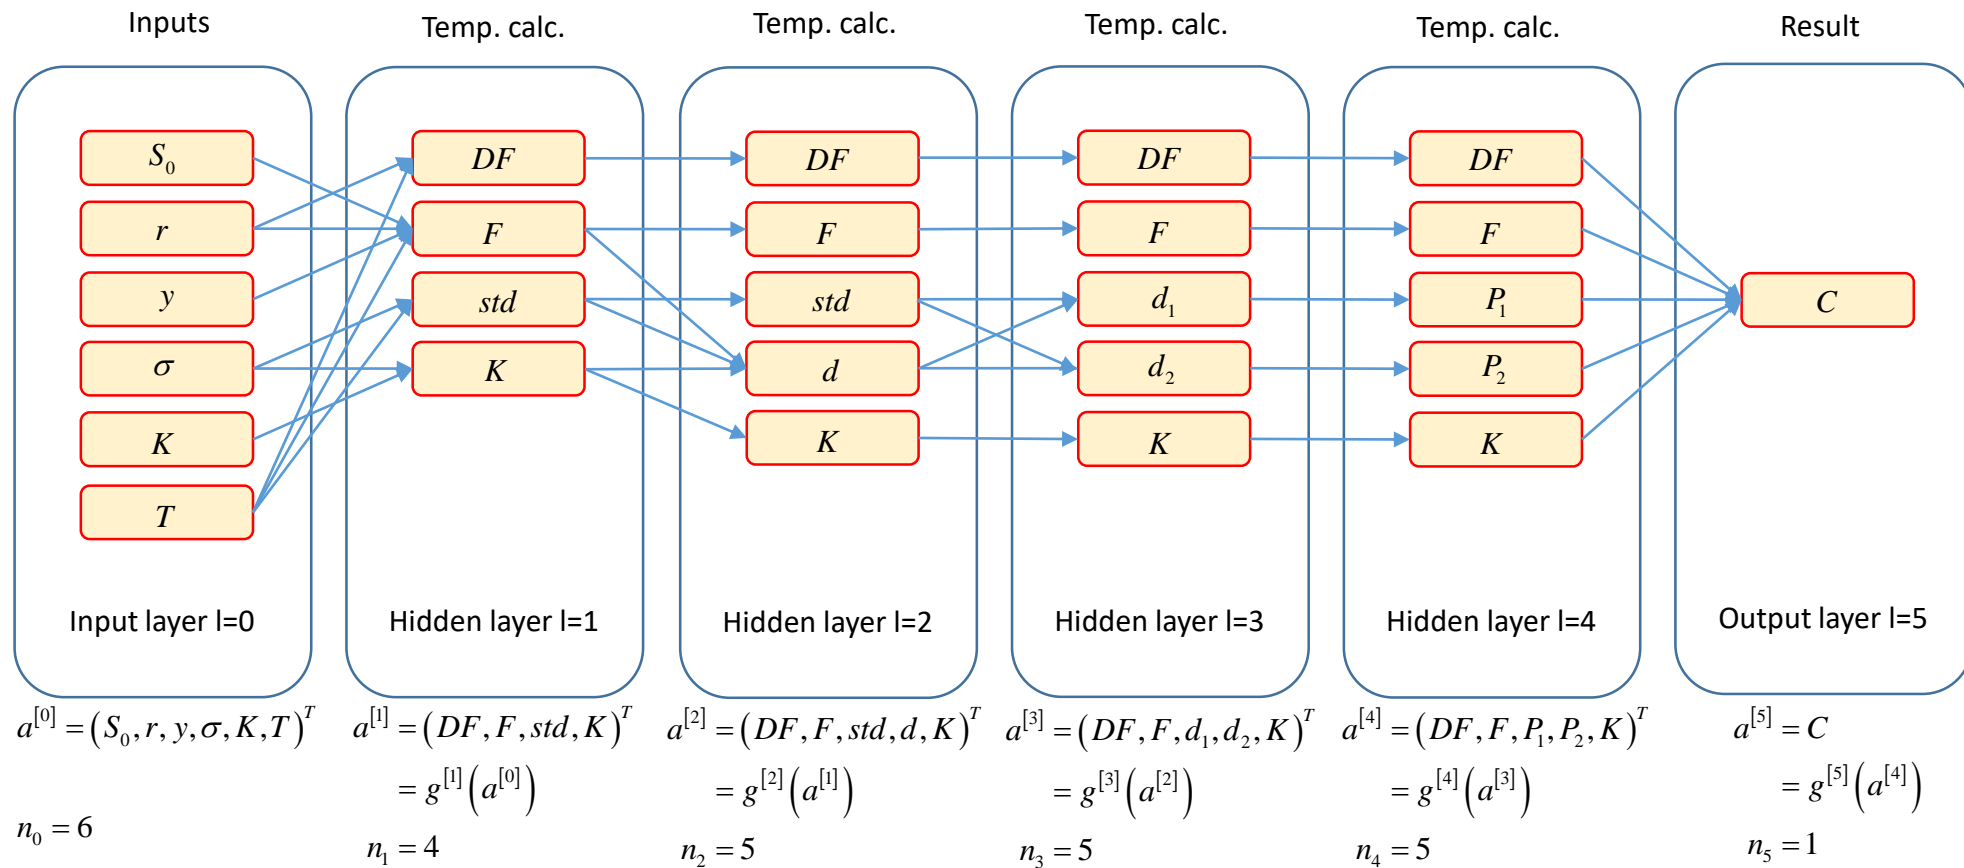 Inputs
Temp. calc.
Temp. calc.
Temp. calc.
Temp. calc.
Result
S₀
r
y
σ
K
T
Input layer l=0
DF
F
std
K
Hidden layer l=1
DF
F
std
d
K
Hidden layer l=2
DF
F
d₁
d₂
K
Hidden layer l=3
DF
F
P₁
P₂
K
Hidden layer l=4
C
Output layer l=5
a^[0] = (S₀, r, y, σ, K, T)^T
n₀ = 6
a^[1] = (DF, F, std, K)^T
= g^[1](a^[0])
n₁ = 4
a^[2] = (DF, F, std, d, K)^T
= g^[2](a^[1])
n₂ = 5
a^[3] = (DF, F, d₁, d₂, K)^T
= g^[3](a^[2])
n₃ = 5
a^[4] = (DF, F, P₁, P₂, K)^T
= g^[4](a^[3])
n₄ = 5
a^[5] = C
= g^[5](a^[4])
n₅ = 1